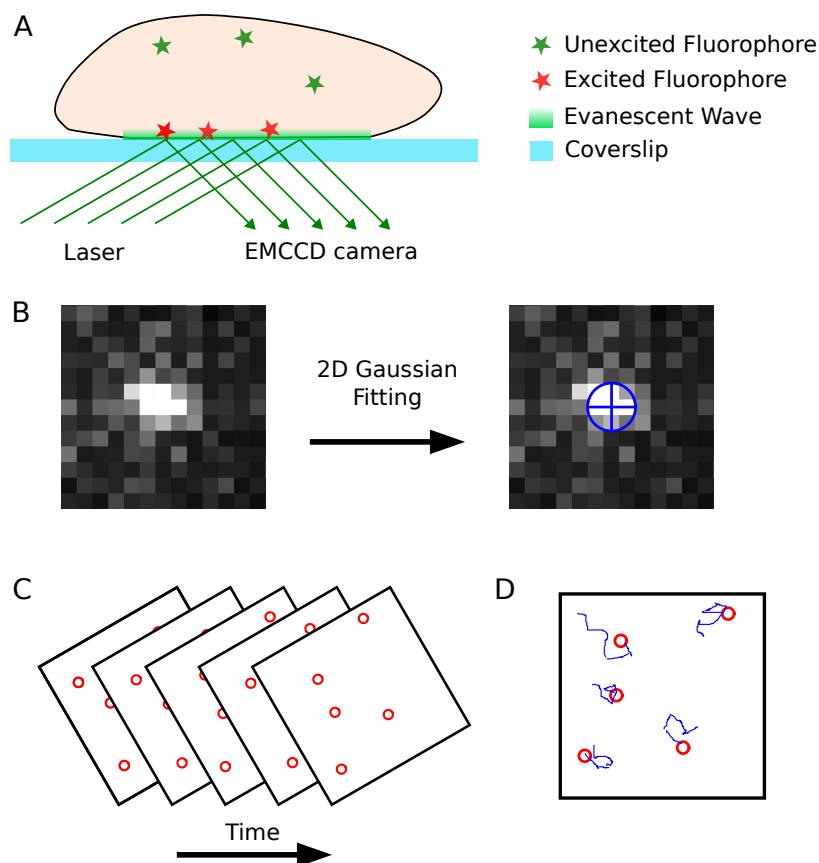 A
Unexcited Fluorophore
Excited Fluorophore
Evanescent Wave
Coverslip
Laser
EMCCD camera
B
2D Gaussian
Fitting
C
D
Time